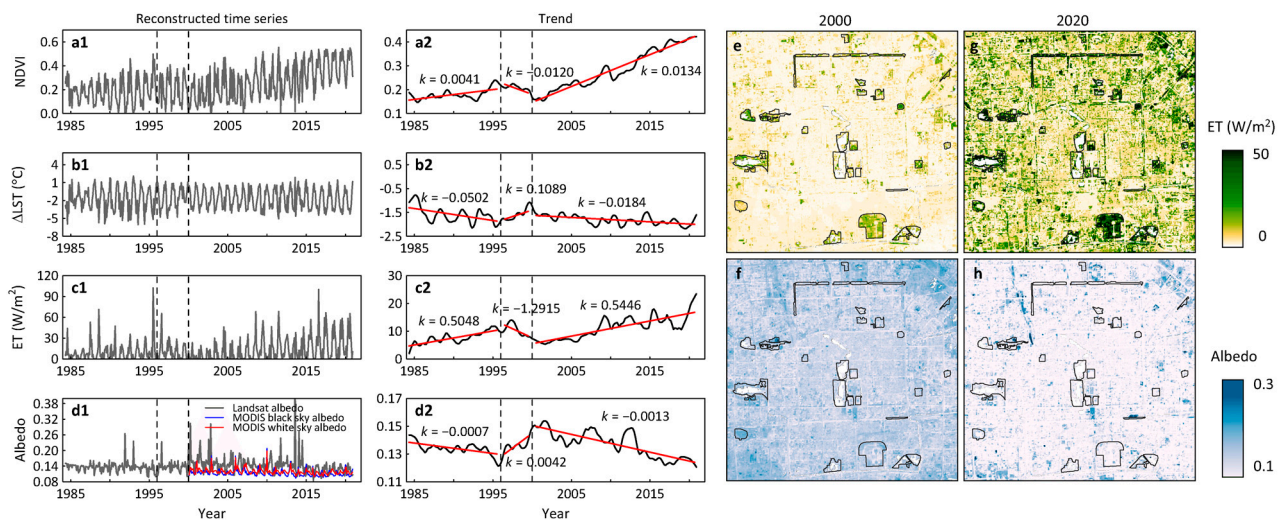 Reconstructed time series
Trend
2000
2020
a1
NDVI
0.6
0.4
0.2
0.0
1985 1995 2005 2015
a2
k = 0.0041
k = −0.0120
k = 0.0134
0.4
0.3
0.2
0.1
1985 1995 2005 2015
b1
ΔLST (°C)
4
1
-2
-5
-8
1985 1995 2005 2015
b2
k = −0.0502
k = 0.1089
k = −0.0184
-0.5
-1.0
-1.5
-2.0
-2.5
1985 1995 2005 2015
c1
ET (W/m²)
120
90
60
30
0
1985 1995 2005 2015
c2
k = 0.5048
k = −1.2915
k = 0.5446
30
20
10
0
1985 1995 2005 2015
d1
Albedo
0.38
0.32
0.26
0.20
0.14
0.08
Landsat albedo
MODIS black sky albedo
MODIS white sky albedo
1985 1995 2005 2015
Year
d2
k = −0.0007
k = 0.0042
k = −0.0013
0.17
0.15
0.13
0.11
1985 1995 2005 2015
Year
e
g
ET (W/m²)
50
0
f
h
Albedo
0.3
0.1